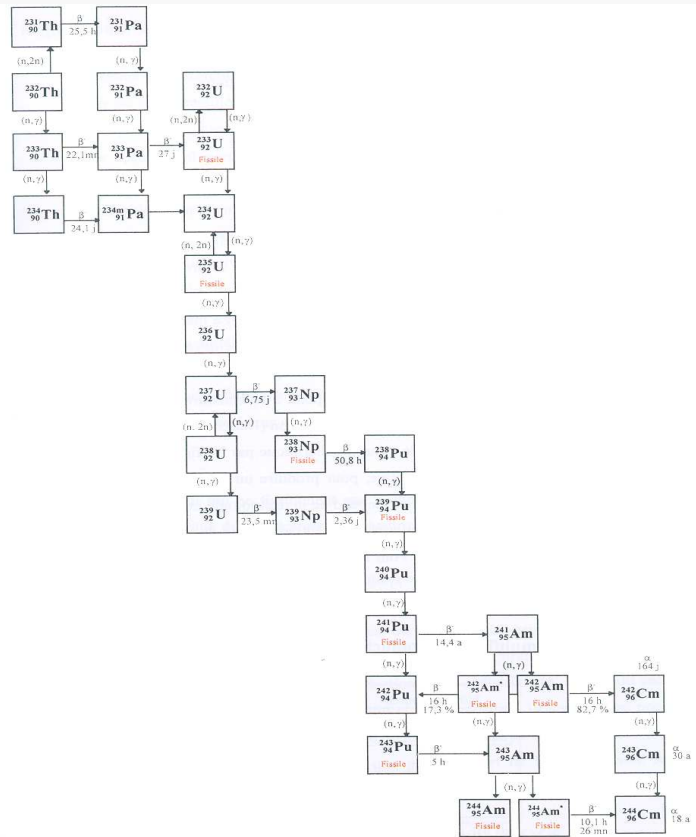 231 90 Th β 25,5 h 231 91 Pa
(n,2n) (n, γ)
232 90 Th 232 91 Pa 232 92 U
(n,γ) (n,γ) (n,2n) (n,γ)
233 90 Th β⁻ 22,1mn 233 91 Pa β⁻ 27 j 233 92 U
Fissile
(n,γ) (n,γ) (n,γ)
234 90 Th β 24,1 j 234m 91 Pa 234 92 U
(n, 2n) (n,γ)
235 92 U
Fissile
(n,γ)
236 92 U
(n,γ)
237 92 U β⁻ 6,75 j 237 93 Np
(n. 2n) (n,γ) (n,γ)
238 92 U 238 93 Np β 50,8 h 238 94 Pu
Fissile
(n,γ) (n,γ)
239 92 U β⁻ 23,5 mn 239 93 Np β⁻ 2,36 j 239 94 Pu
Fissile
(n,γ)
240 94 Pu
(n,γ)
241 94 Pu β⁻ 14,4 a 241 95 Am
Fissile
(n,γ) (n,γ) α
164 j
242 94 Pu β⁻ 16 h 17,3 % 242 95 Am* 242 95 Am β⁻ 16 h 82,7 % 242 96 Cm
Fissile Fissile
(n,γ) (n,γ) (n,γ)
243 94 Pu β⁻ 5 h 243 95 Am 243 96 Cm α 30 a
Fissile
(n,γ) (n,γ)
244 95 Am 244 95 Am* β⁻ 10,1 h 26 mn 244 96 Cm α 18 a
Fissile Fissile